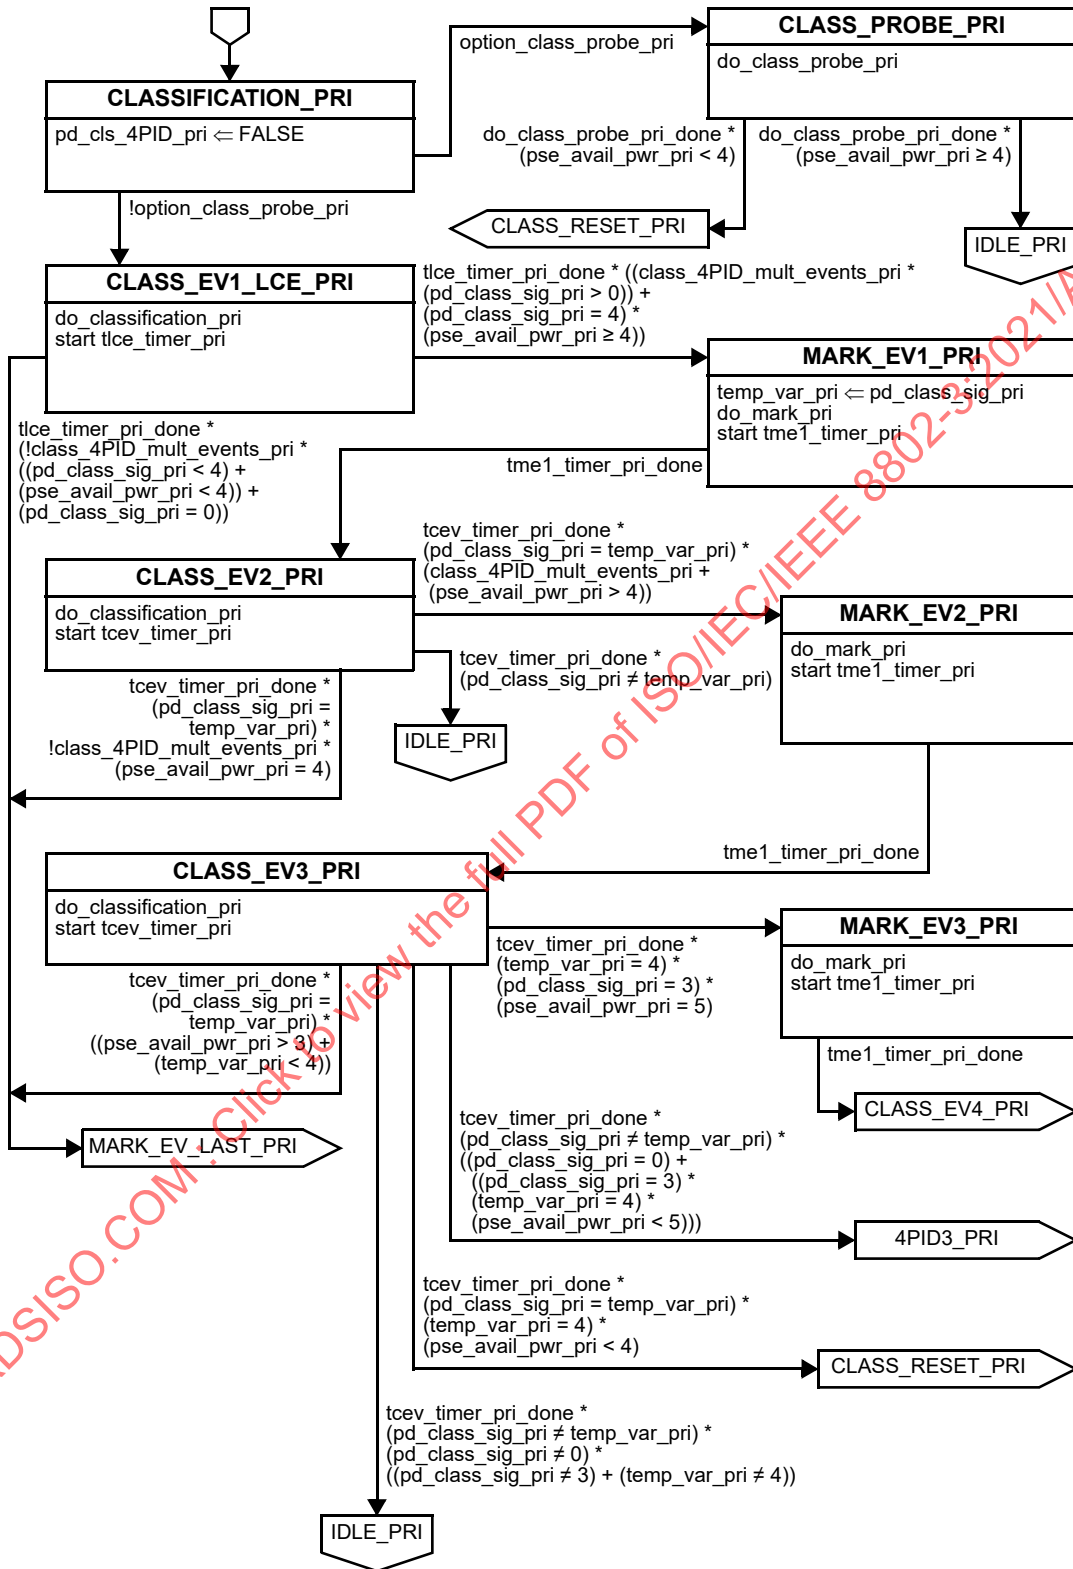 CLASS_PROBE_PRI
option_class_probe_pri
do_class_probe_pri
CLASSIFICATION_PRI
pd_cls_4PID_pri ⇐ FALSE
do_class_probe_pri_done *
(pse_avail_pwr_pri < 4)
do_class_probe_pri_done *
(pse_avail_pwr_pri ≥ 4)
!option_class_probe_pri
CLASS_RESET_PRI
IDLE_PRI
CLASS_EV1_LCE_PRI
do_classification_pri
start tlce_timer_pri
tlce_timer_pri_done * ((class_4PID_mult_events_pri *
(pd_class_sig_pri > 0)) +
(pd_class_sig_pri = 4) *
(pse_avail_pwr_pri ≥ 4))
MARK_EV1_PRI
temp_var_pri ⇐ pd_class_sig_pri
do_mark_pri
start tme1_timer_pri
tlce_timer_pri_done *
(!class_4PID_mult_events_pri *
((pd_class_sig_pri < 4) +
(pse_avail_pwr_pri < 4)) +
(pd_class_sig_pri = 0))
tme1_timer_pri_done
CLASS_EV2_PRI
do_classification_pri
start tcev_timer_pri
tcev_timer_pri_done *
(pd_class_sig_pri = temp_var_pri) *
(class_4PID_mult_events_pri +
(pse_avail_pwr_pri > 4))
MARK_EV2_PRI
do_mark_pri
start tme1_timer_pri
tcev_timer_pri_done *
(pd_class_sig_pri ≠ temp_var_pri)
tcev_timer_pri_done *
(pd_class_sig_pri =
temp_var_pri) *
!class_4PID_mult_events_pri *
(pse_avail_pwr_pri = 4)
IDLE_PRI
tme1_timer_pri_done
CLASS_EV3_PRI
do_classification_pri
start tcev_timer_pri
MARK_EV3_PRI
do_mark_pri
start tme1_timer_pri
tcev_timer_pri_done *
(temp_var_pri = 4) *
(pd_class_sig_pri = 3) *
(pse_avail_pwr_pri = 5)
tcev_timer_pri_done *
(pd_class_sig_pri =
temp_var_pri) *
((pse_avail_pwr_pri > 3) +
(temp_var_pri < 4))
tme1_timer_pri_done
CLASS_EV4_PRI
MARK_EV_LAST_PRI
tcev_timer_pri_done *
(pd_class_sig_pri ≠ temp_var_pri) *
((pd_class_sig_pri = 0) +
((pd_class_sig_pri = 3) *
(temp_var_pri = 4) *
(pse_avail_pwr_pri < 5)))
4PID3_PRI
tcev_timer_pri_done *
(pd_class_sig_pri = temp_var_pri) *
(temp_var_pri = 4) *
(pse_avail_pwr_pri < 4)
CLASS_RESET_PRI
tcev_timer_pri_done *
(pd_class_sig_pri ≠ temp_var_pri) *
(pd_class_sig_pri ≠ 0) *
((pd_class_sig_pri ≠ 3) + (temp_var_pri ≠ 4))
IDLE_PRI
DSISO.COM : Click to view the full PDF of ISO/IEC/IEEE 8802-3:2021/A